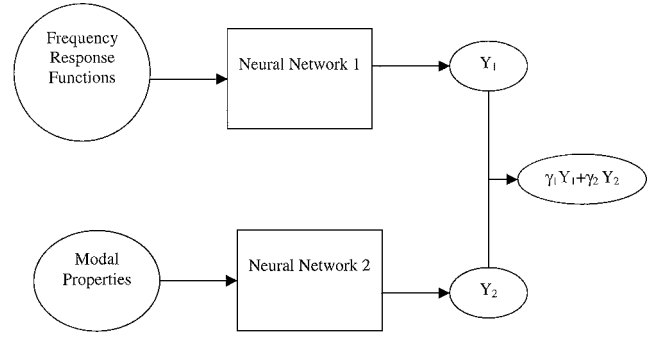 Frequency
Response
Functions
Neural Network 1
Y₁
γ₁Y₁+γ₂Y₂
Modal
Properties
Neural Network 2
Y₂